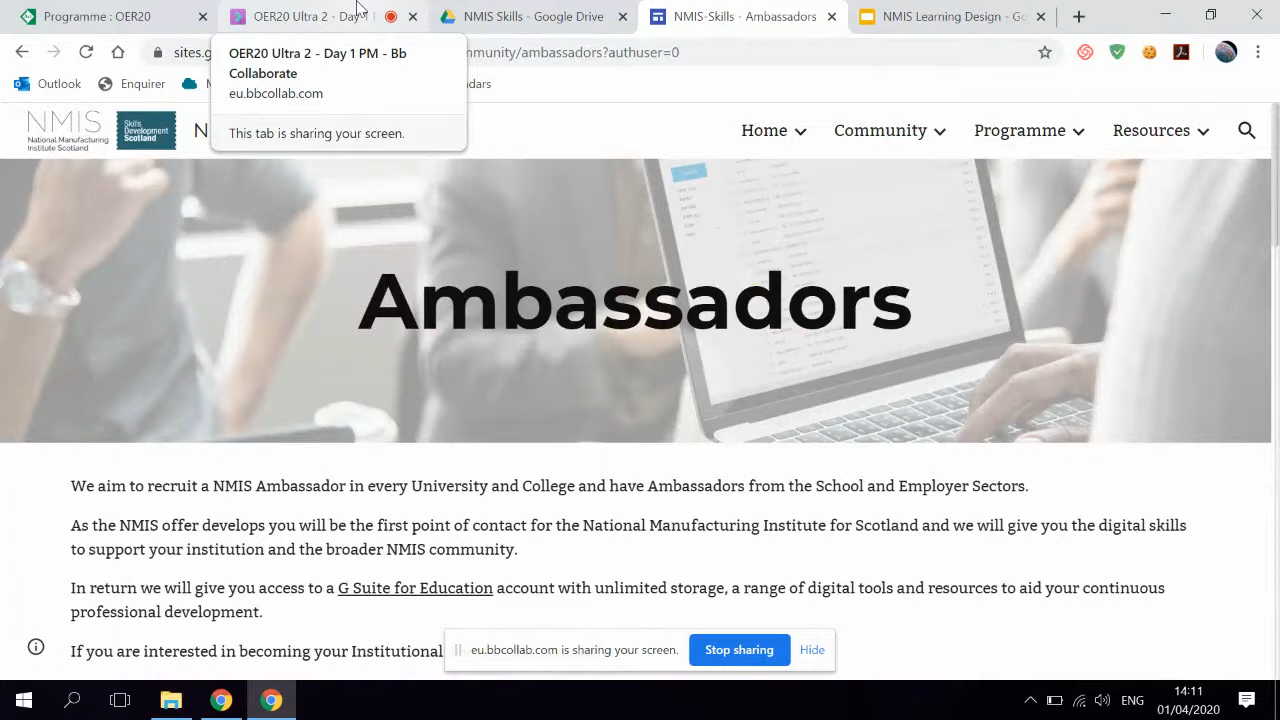 Programme : OER20
OER20 Ultra 2 - Day 1
NMIS Skills - Google Drive
NMIS-Skills - Ambassadors
NMIS Learning Design - Go
sites.g
mmunity/ambassadors?authuser=0
OER20 Ultra 2 - Day 1 PM - Bb
Collaborate
eu.bbcollab.com
This tab is sharing your screen.
Outlook
Enquirer
ndars
NMIS
National Manufacturing
Institute Scotland
Skills
Development
Scotland
N
Home
Community
Programme
Resources
Ambassadors
We aim to recruit a NMIS Ambassador in every University and College and have Ambassadors from the School and Employer Sectors.
As the NMIS offer develops you will be the first point of contact for the National Manufacturing Institute for Scotland and we will give you the digital skills
to support your institution and the broader NMIS community.
In return we will give you access to a G Suite for Education account with unlimited storage, a range of digital tools and resources to aid your continuous
professional development.
If you are interested in becoming your Institutional
eu.bbcollab.com is sharing your screen.
Stop sharing
Hide
ENG
14:11
01/04/2020